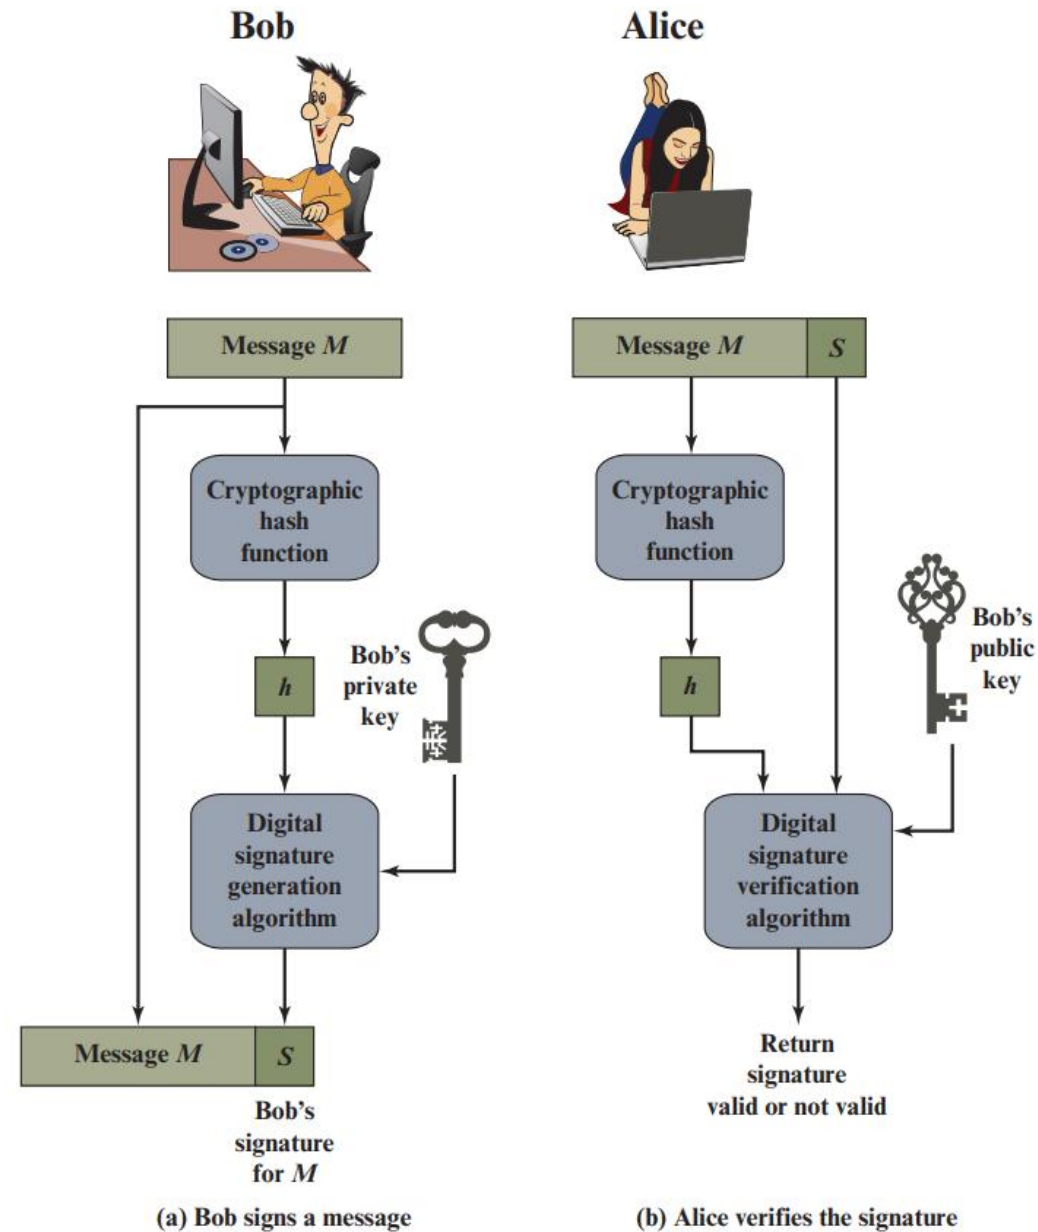 Bob
Message M
Cryptographic
hash
function
h
Bob's
private
key
Digital
signature
generation
algorithm
Message M S
Bob's
signature
for M
(a) Bob signs a message
Alice
Message M S
Cryptographic
hash
function
h
Bob's
public
key
Digital
signature
verification
algorithm
Return
signature
valid or not valid
(b) Alice verifies the signature